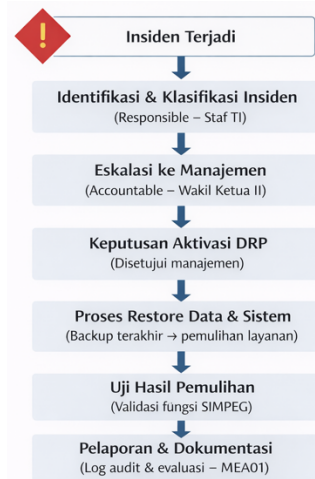 !
Insiden Terjadi
Identifikasi & Klasifikasi Insiden
(Responsible – Staf TI)
Eskalasi ke Manajemen
(Accountable – Wakil Ketua II)
Keputusan Aktivasi DRP
(Disetujui manajemen)
Proses Restore Data & Sistem
(Backup terakhir → pemulihan layanan)
Uji Hasil Pemulihan
(Validasi fungsi SIMPEG)
Pelaporan & Dokumentasi
(Log audit & evaluasi – MEA01)